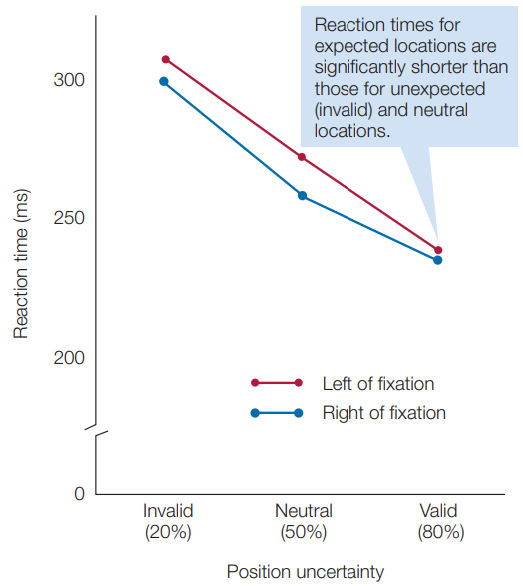 Reaction times for
expected locations are
significantly shorter than
those for unexpected
(invalid) and neutral
locations.
300
250
200
0
Reaction time (ms)
Left of fixation
Right of fixation
Invalid
(20%)
Neutral
(50%)
Valid
(80%)
Position uncertainty